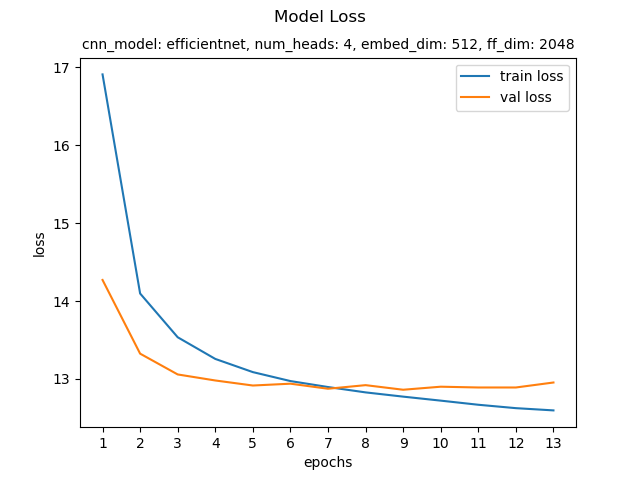 Model Loss
cnn_model: efficientnet, num_heads: 4, embed_dim: 512, ff_dim: 2048
train loss
val loss
17
16
15
14
13
loss
1 2 3 4 5 6 7 8 9 10 11 12 13
epochs